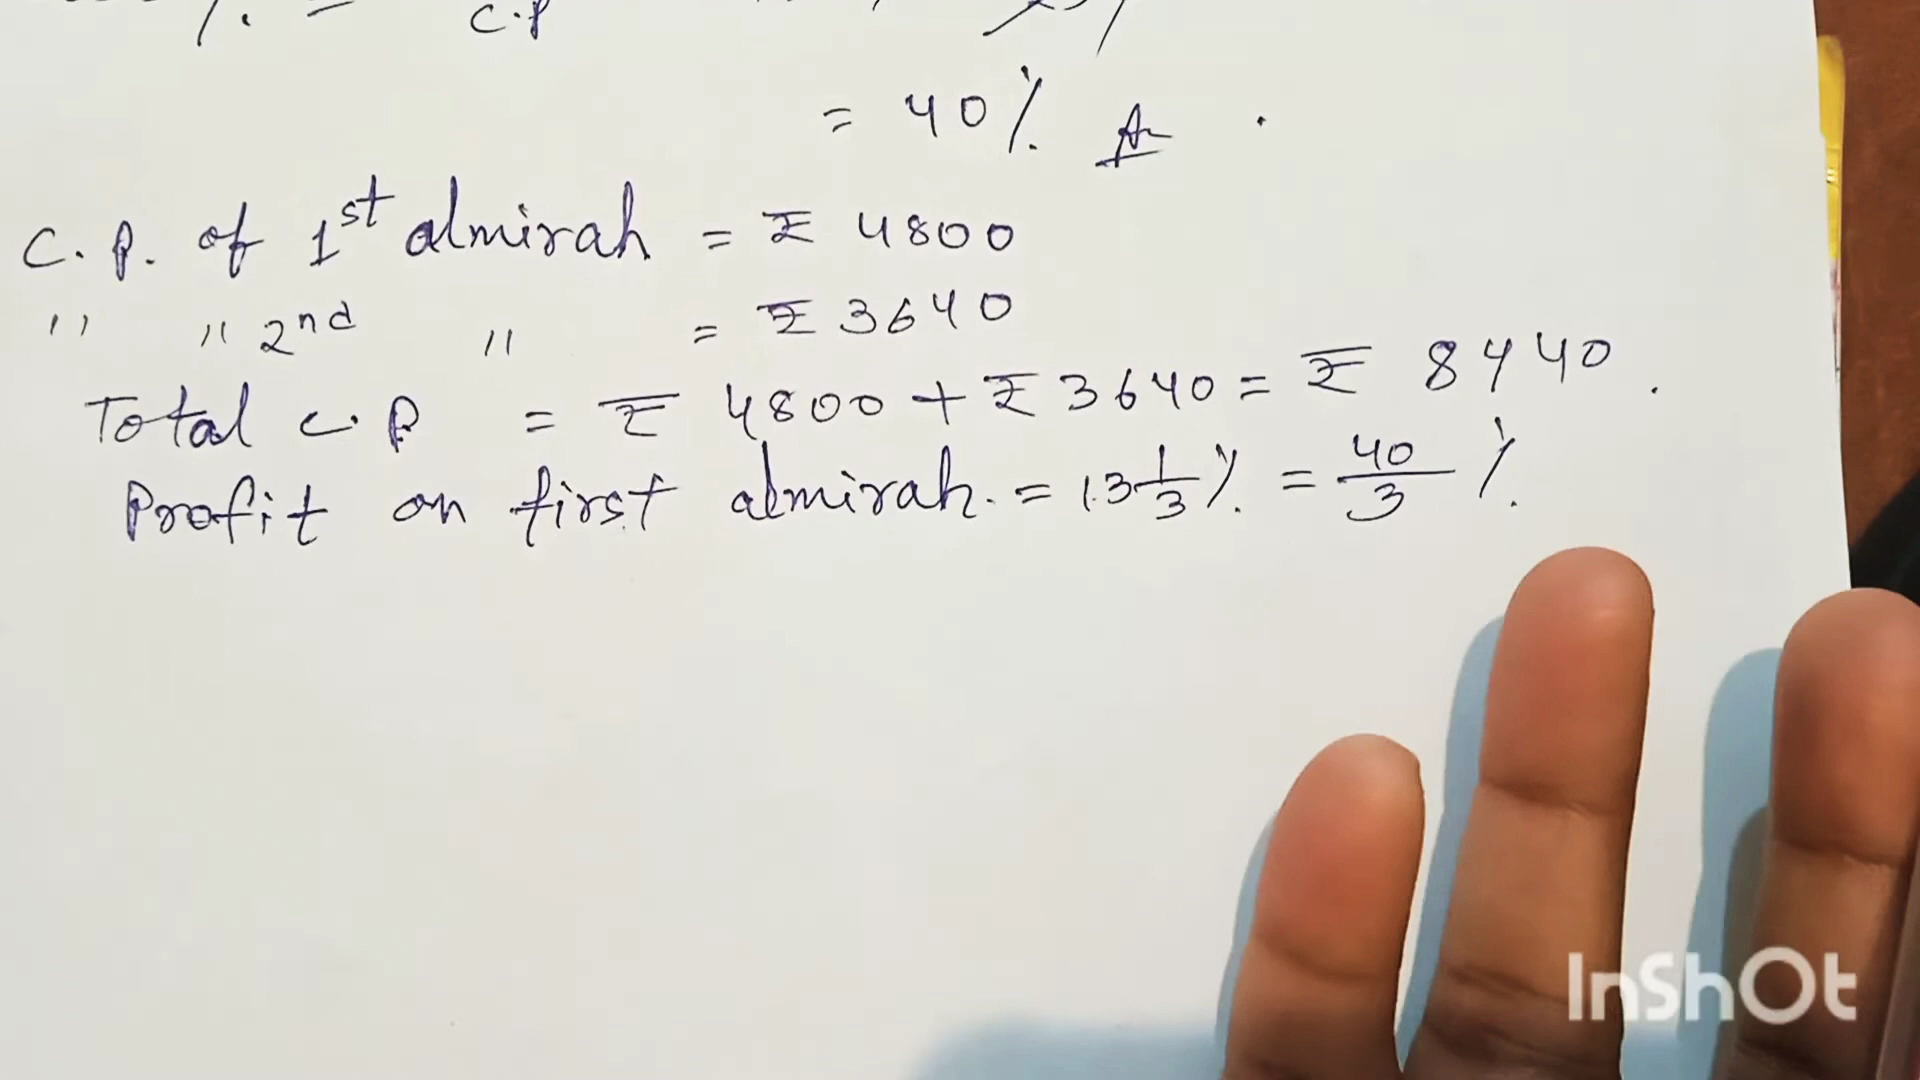 %. = C.P
= 40% A
C.P. of 1st almirah = ₹ 4800
" " 2nd " = ₹ 3640
Total C.P = ₹ 4800 + ₹ 3640 = ₹ 8440.
Profit on first almirah. = 13 1/3 % = 40/3 %.
InShOt